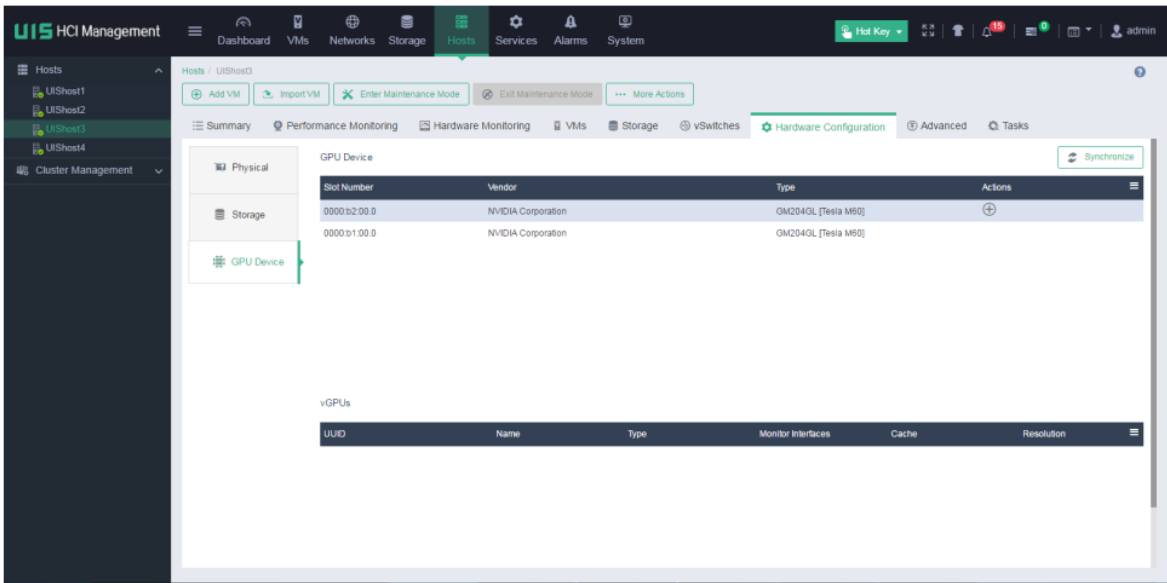 UIS HCI Management
Dashboard VMs Networks Storage Hosts Services Alarms System
Hot Key 15 0 admin
Hosts
UIShost1
UIShost2
UIShost3
UIShost4
Cluster Management
Hosts / UIShost3
Add VM Import VM Enter Maintenance Mode Exit Maintenance Mode ••• More Actions
Summary Performance Monitoring Hardware Monitoring VMs Storage vSwitches Hardware Configuration Advanced Tasks
Physical
Storage
GPU Device
GPU Device Synchronize
Slot Number Vendor Type Actions
0000:b2:00.0 NVIDIA Corporation GM204GL [Tesla M60]
0000:b1:00.0 NVIDIA Corporation GM204GL [Tesla M60]
vGPUs
UUID Name Type Monitor Interfaces Cache Resolution